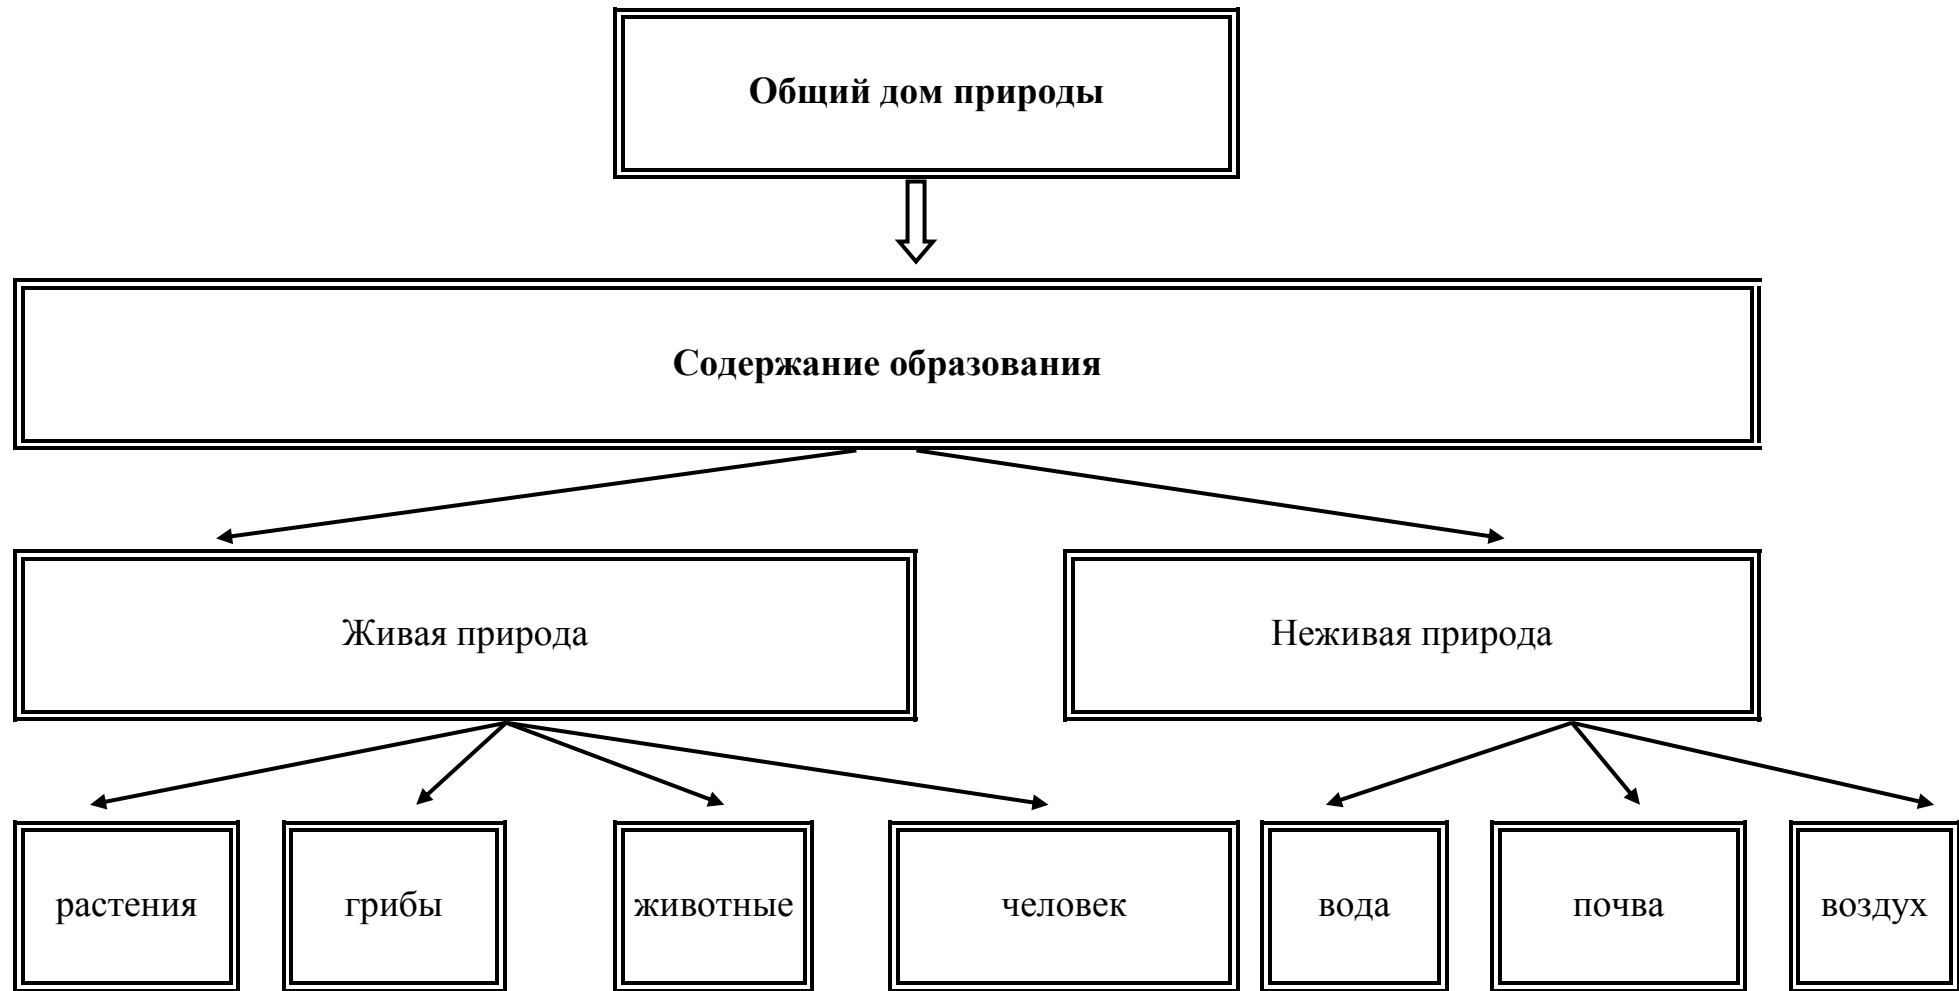 Общий дом природы
Содержание образования
Живая природа
Неживая природа
растения
грибы
животные
человек
вода
почва
воздух